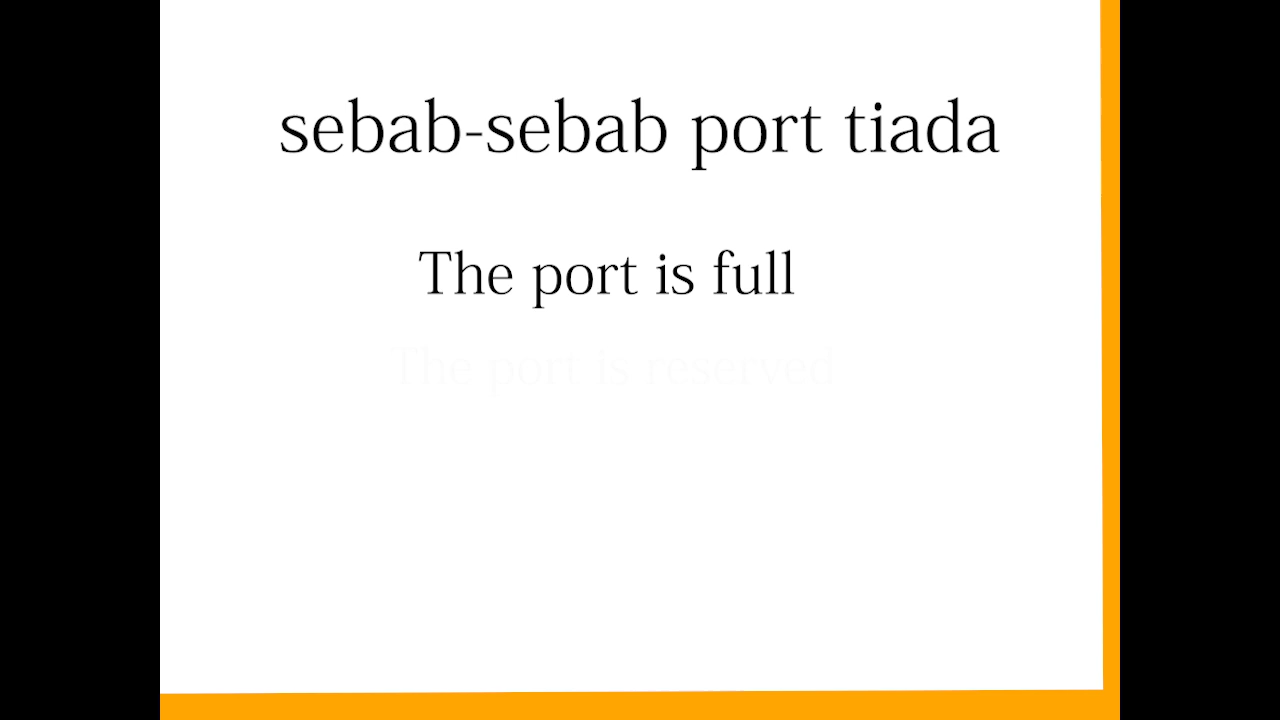 sebab-sebab port tiada
The port is full
The port is reserved